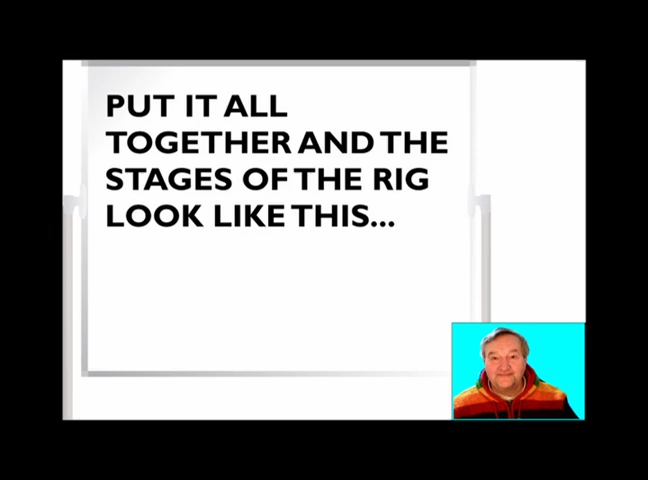 PUT IT ALL
TOGETHER AND THE
STAGES OF THE RIG
LOOK LIKE THIS...